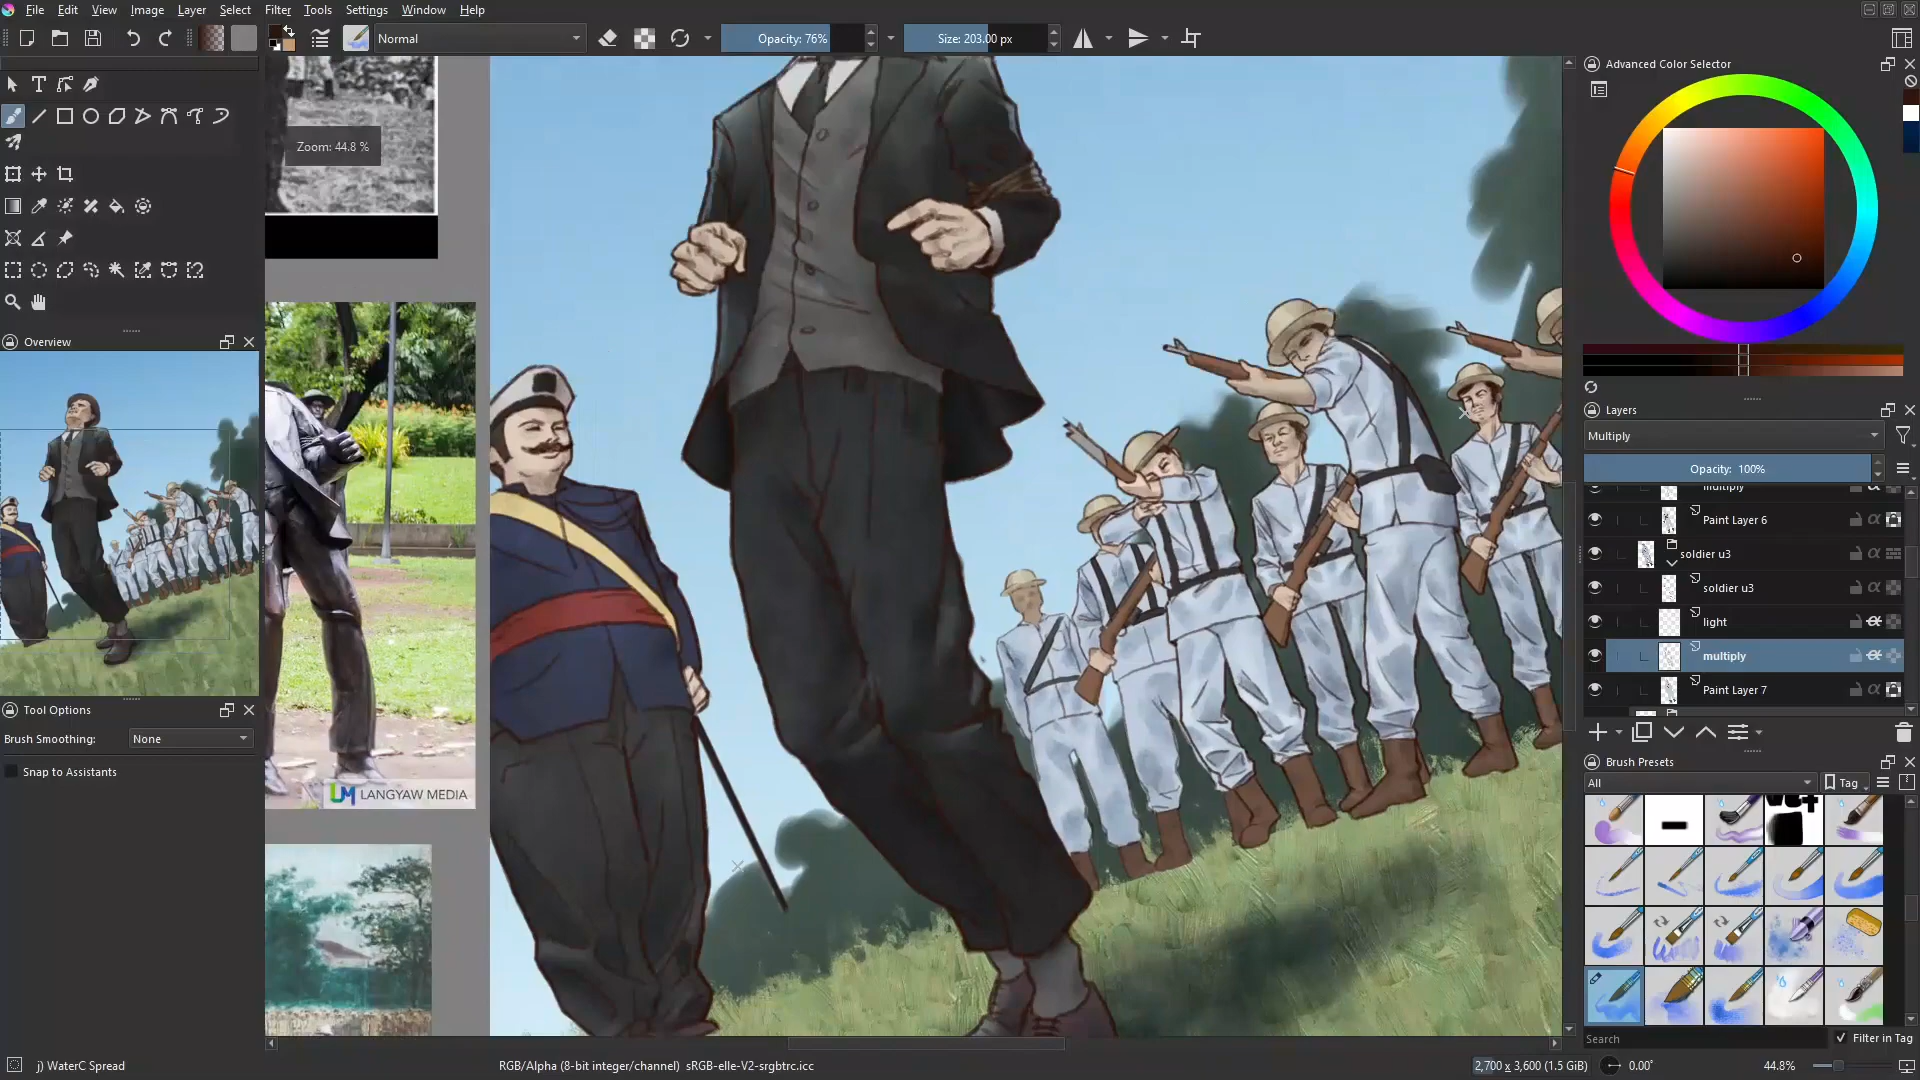 File Edit View Image Layer Select Filter Tools Settings Window Help
Normal
Opacity: 76%
Size: 203.00 px
Zoom: 44.8 %
Overview
Tool Options
Brush Smoothing: None
Snap to Assistants
LM LANGYAW MEDIA
Advanced Color Selector
Layers
Multiply
Opacity: 100%
multiply
Paint Layer 6
soldier u3
soldier u3
light
multiply
Paint Layer 7
Brush Presets
All
Tag
Search
Filter in Tag
j) WaterC Spread
RGB/Alpha (8-bit integer/channel) sRGB-elle-V2-srgbtrc.icc
2,700 x 3,600 (1.5 GiB)
0.00°
44.8%